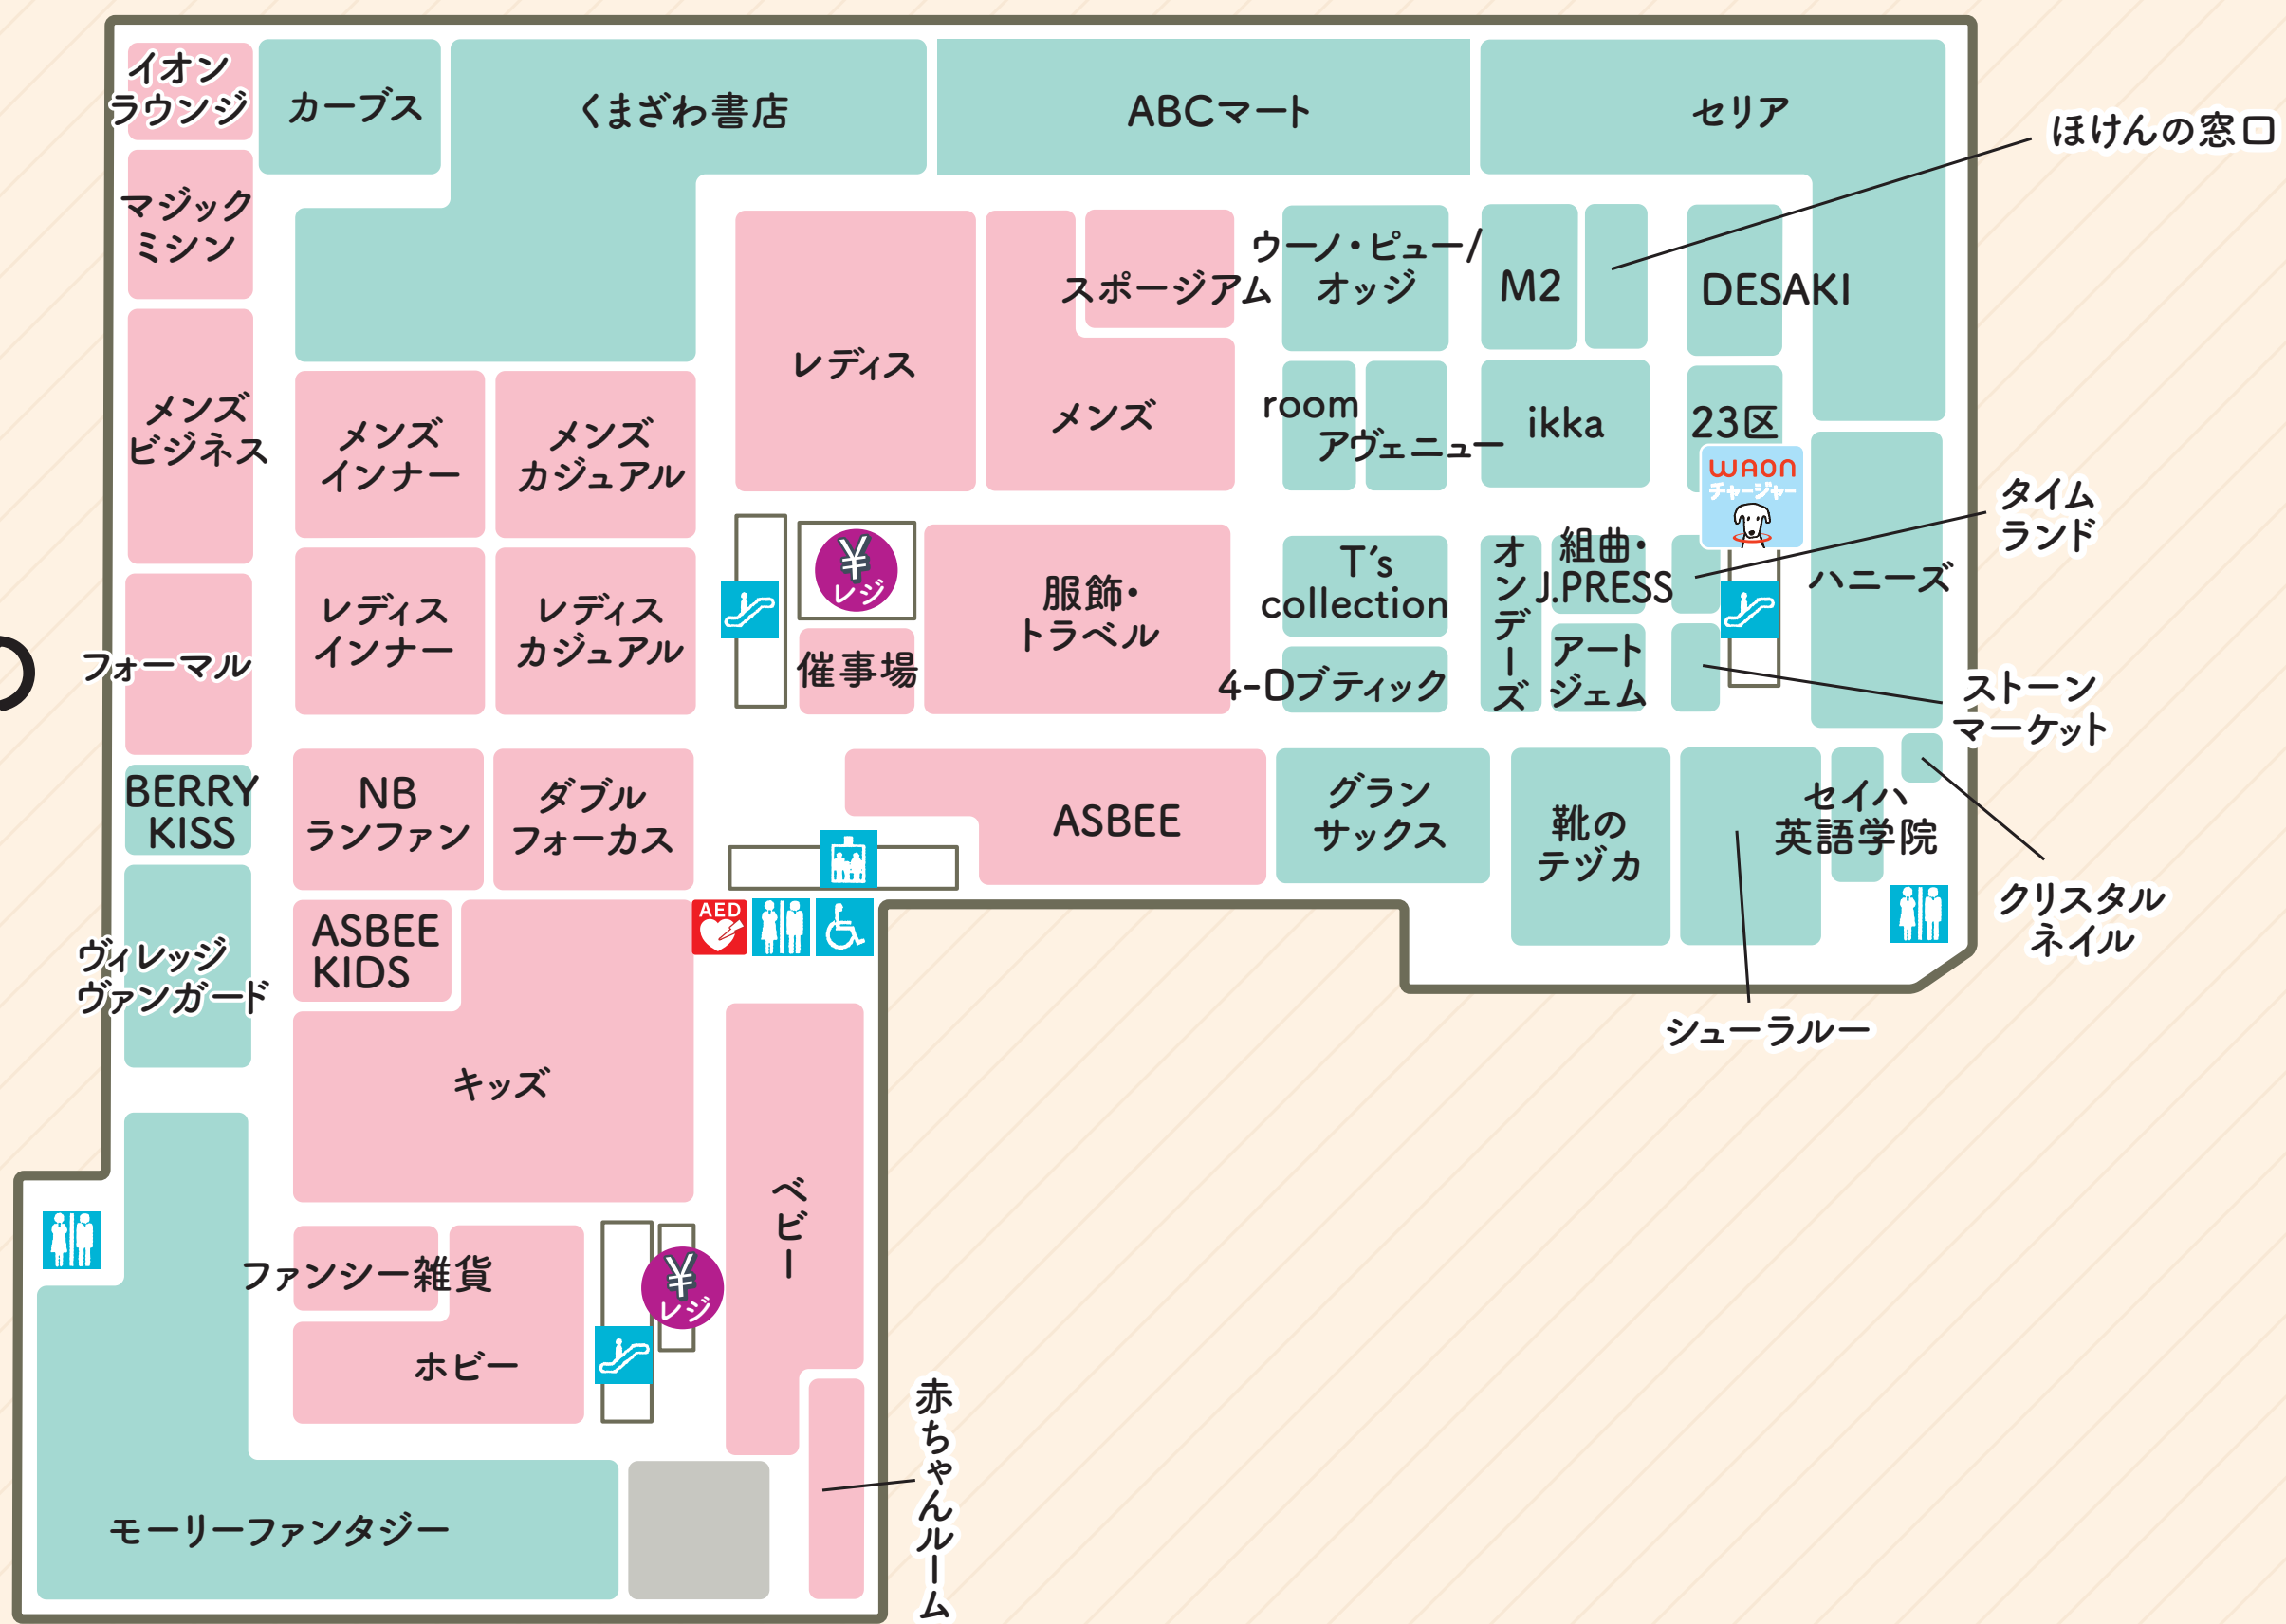 イオン
ラウンジ
カーブス
くまざわ書店
ABCマート
セリア
ほけんの窓口
マジック
ミシン
ウーノ・ピュー/
オッジ
スポージアム
M2
DESAKI
レディス
メンズ
メンズ
ビジネス
メンズ
インナー
メンズ
カジュアル
room
アヴェニュー
ikka
23区
WAON
チャージャー
タイム
ランド
レディス
インナー
レディス
カジュアル
¥
レジ
催事場
服飾・
トラベル
T's
collection
4-Dブティック
オンデーズ
組曲・
J.PRESS
アート
ジェム
ハニーズ
フォーマル
ストーン
マーケット
BERRY
KISS
NB
ランファン
ダブル
フォーカス
ASBEE
グラン
サックス
靴の
テヅカ
セイハ
英語学院
クリスタル
ネイル
シューラルー
ヴィレッジ
ヴァンガード
ASBEE
KIDS
AED
キッズ
ベビー
ファンシー雑貨
¥
レジ
ホビー
赤ちゃんルーム
モーリーファンタジー